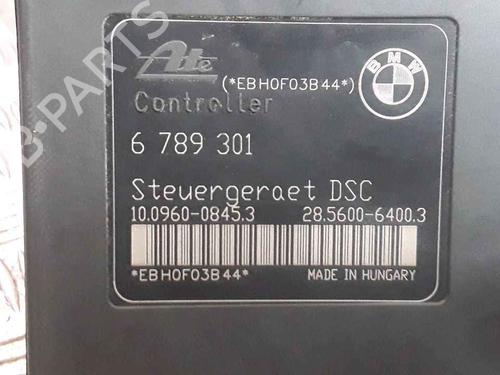 Ate
(*EBH0F03B44*)
BMW
Controller
6 789 301
Steuergeraet DSC
10.0960-0845.3 28.5600-6400.3
*EBH0F03B44*
MADE IN HUNGARY
B-PARTS